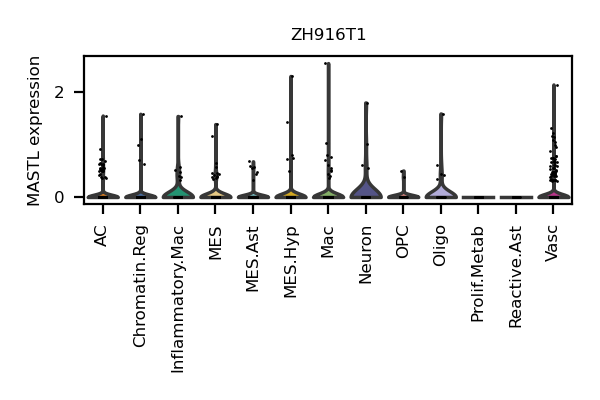 ZH916T1
MASTL expression
2
0
AC
Chromatin.Reg
Inflammatory.Mac
MES
MES.Ast
MES.Hyp
Mac
Neuron
OPC
Oligo
Prolif.Metab
Reactive.Ast
Vasc